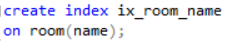 create index ix_room_name
on room(name);